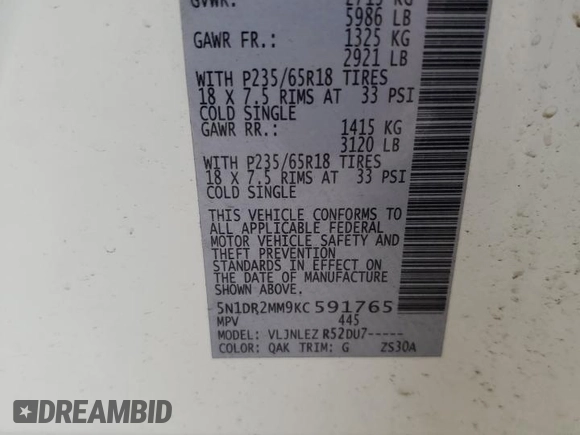 GVWR: 2715 KG
5986 LB
GAWR FR.: 1325 KG
2921 LB
WITH P235/65R18 TIRES
18 X 7.5 RIMS AT 33 PSI
COLD SINGLE
GAWR RR.: 1415 KG
3120 LB
WITH P235/65R18 TIRES
18 X 7.5 RIMS AT 33 PSI
COLD SINGLE
THIS VEHICLE CONFORMS TO
ALL APPLICABLE FEDERAL
MOTOR VEHICLE SAFETY AND
THEFT PREVENTION
STANDARDS IN EFFECT ON
THE DATE OF MANUFACTURE
SHOWN ABOVE.
5N1DR2MM9KC591765
MPV 445
MODEL: VLJNLEZ R52DU7-----
COLOR: QAK TRIM: G ZS30A
DREAMBID